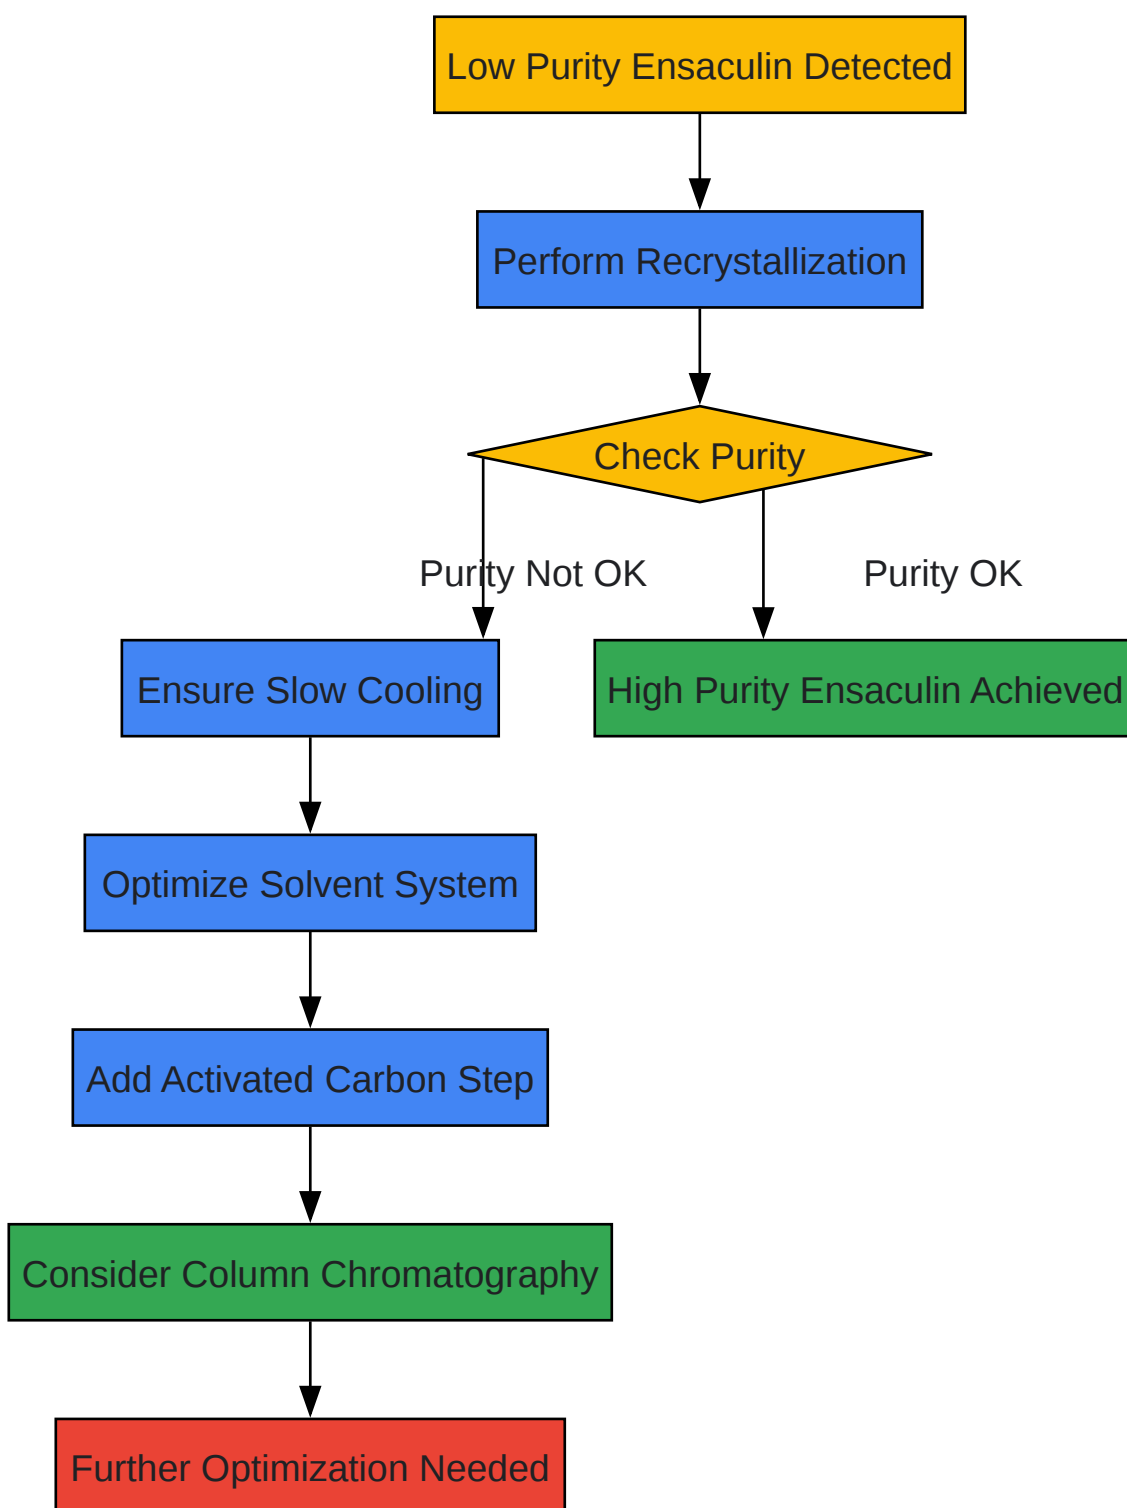 Low Purity Ensaculin Detected
Perform Recrystallization
Check Purity
Purity Not OK
Purity OK
Ensure Slow Cooling
High Purity Ensaculin Achieved
Optimize Solvent System
Add Activated Carbon Step
Consider Column Chromatography
Further Optimization Needed